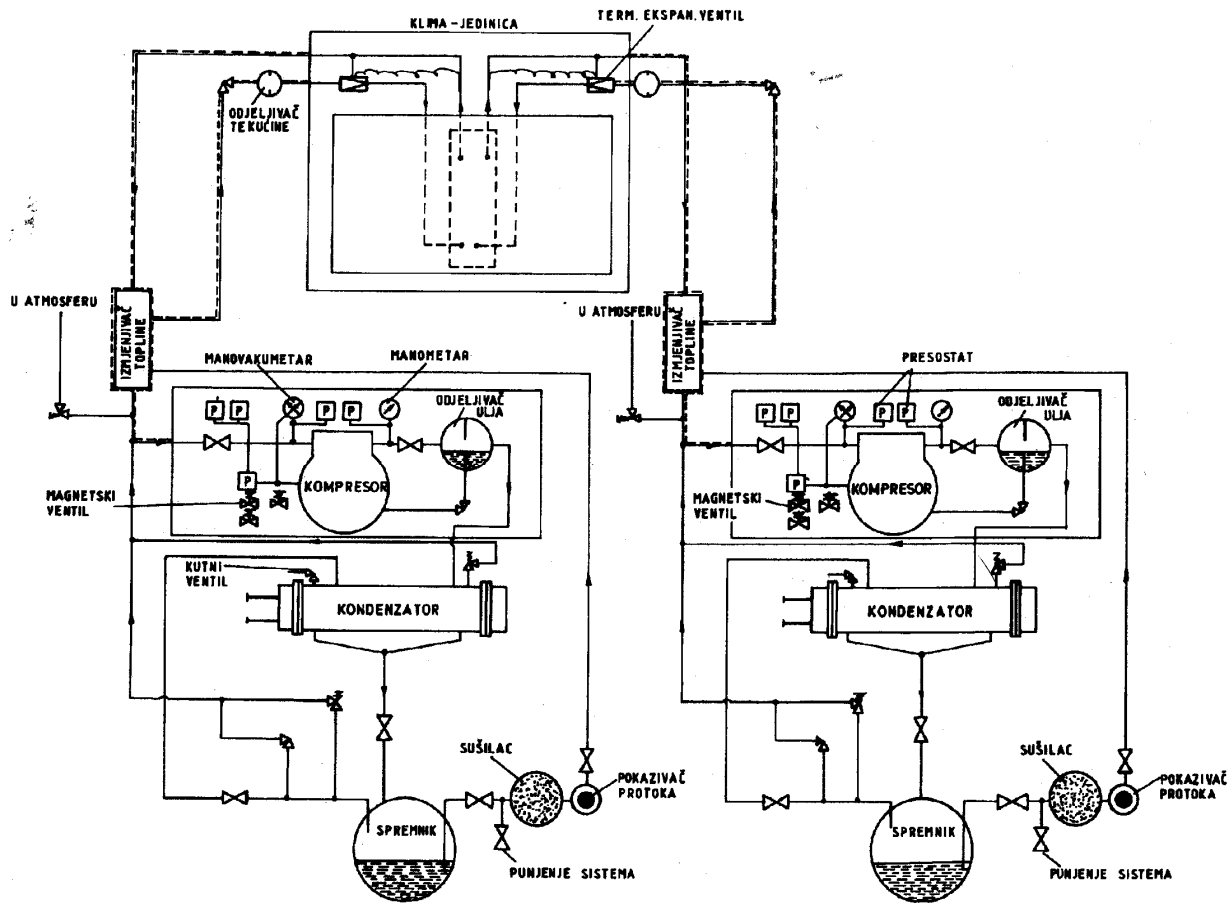 KLIMA-JEDINICA
TERM. EKSPAN. VENTIL
ODJELJIVAČ
TEKUĆINE
U ATMOSFERU
IZMJENJIVAČ
TOPLINE
U ATMOSFERU
IZMJENJIVAČ
TOPLINE
MANOVAKUMETAR
MANOMETAR
PRESOSTAT
P
P
P
P
ODJELJIVAČ
ULJA
P
P
P
P
ODJELJIVAČ
ULJA
P
KOMPRESOR
P
KOMPRESOR
MAGNETSKI
VENTIL
MAGNETSKI
VENTIL
KUTNI
VENTIL
KONDENZATOR
KONDENZATOR
SUŠILAC
SUŠILAC
POKAZIVAČ
PROTOKA
POKAZIVAČ
PROTOKA
SPREMNIK
SPREMNIK
PUNJENJE SISTEMA
PUNJENJE SISTEMA